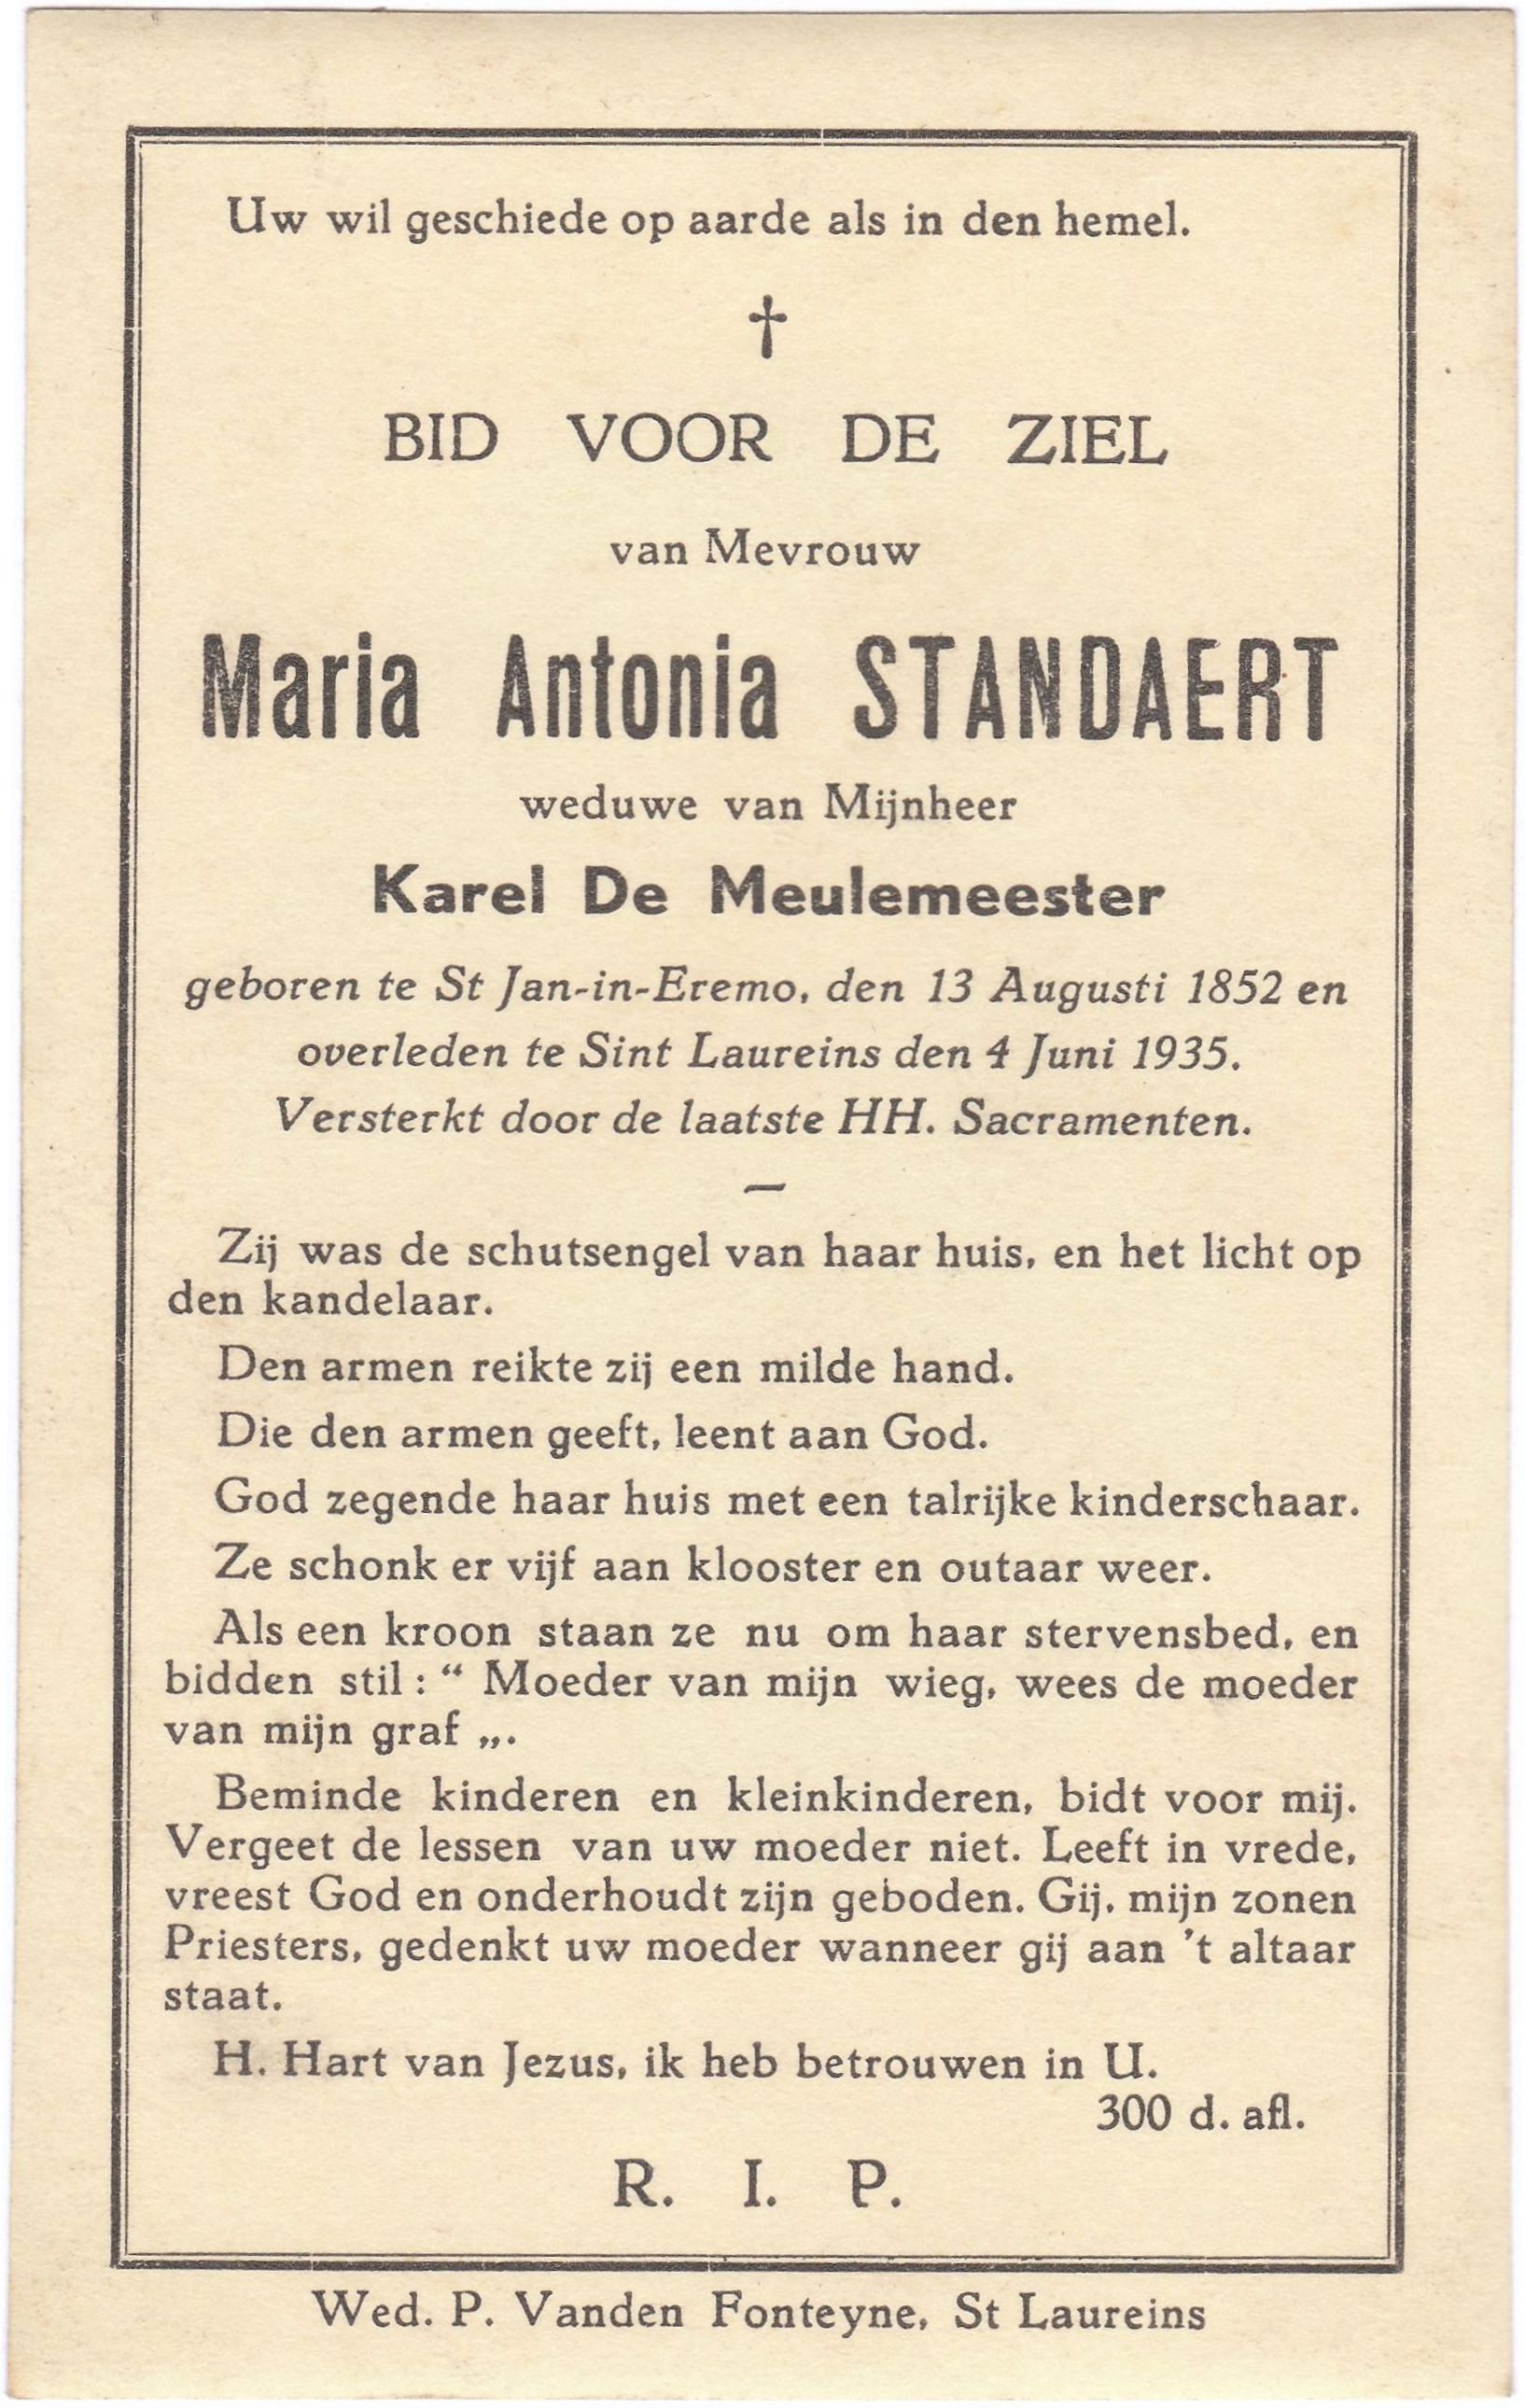 Uw wil geschiede op aarde als in den hemel.
†
BID VOOR DE ZIEL
van Mevrouw
Maria Antonia STANDAERT
weduwe van Mijnheer
Karel De Meulemeester
geboren te St Jan-in-Eremo, den 13 Augusti 1852 en
overleden te Sint Laureins den 4 Juni 1935.
Versterkt door de laatste HH. Sacramenten.
—
Zij was de schutsengel van haar huis, en het licht op
den kandelaar.
Den armen reikte zij een milde hand.
Die den armen geeft, leent aan God.
God zegende haar huis met een talrijke kinderschaar.
Ze schonk er vijf aan klooster en outaar weer.
Als een kroon staan ze nu om haar stervensbed, en
bidden stil : “ Moeder van mijn wieg, wees de moeder
van mijn graf „.
Beminde kinderen en kleinkinderen, bidt voor mij.
Vergeet de lessen van uw moeder niet. Leeft in vrede,
vreest God en onderhoudt zijn geboden. Gij, mijn zonen
Priesters, gedenkt uw moeder wanneer gij aan 't altaar
staat.
H. Hart van Jezus, ik heb betrouwen in U.
300 d. afl.
R. I. P.
Wed. P. Vanden Fonteyne, St Laureins